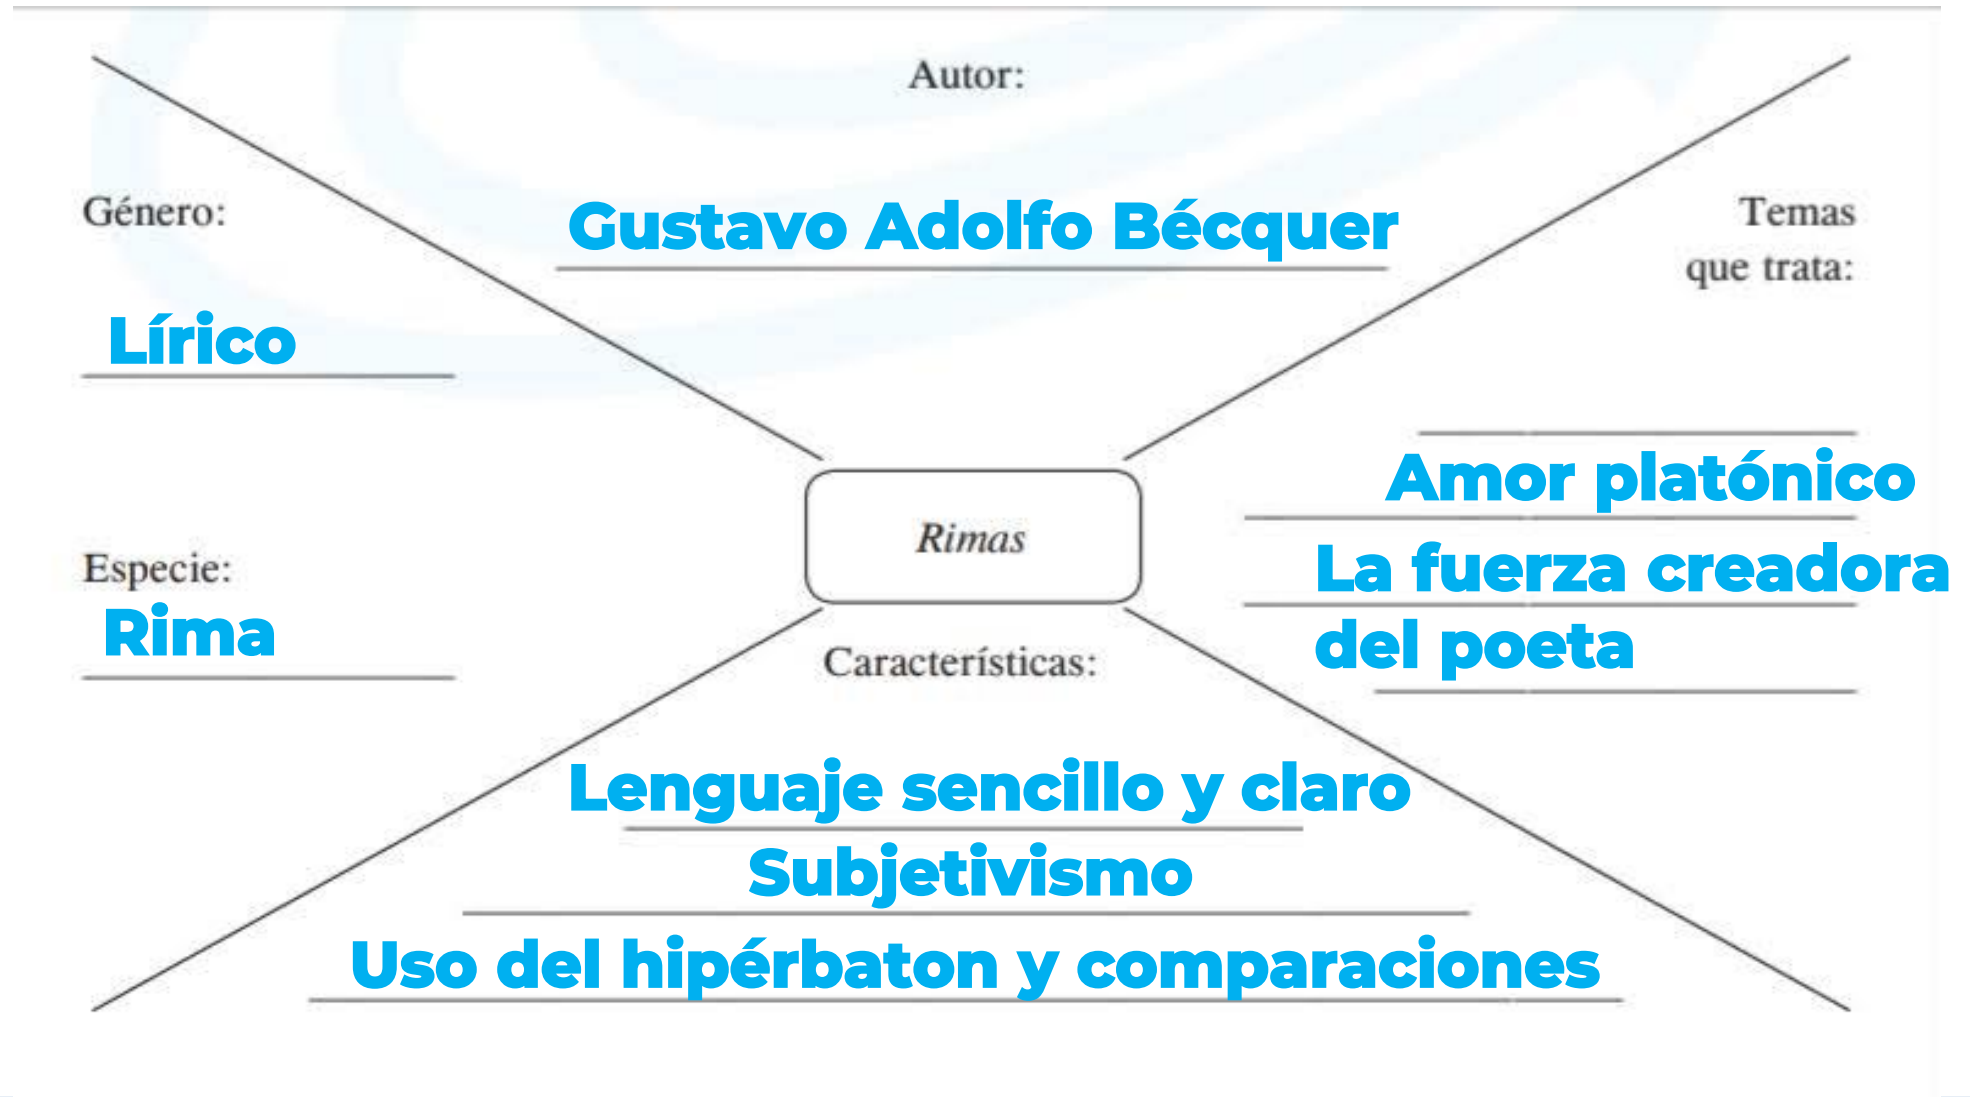 Autor:
Gustavo Adolfo Bécquer
Género:
Lírico
Especie:
Rima
Rimas
Temas
que trata:
Amor platónico
La fuerza creadora
del poeta
Características:
Lenguaje sencillo y claro
Subjetivismo
Uso del hipérbaton y comparaciones